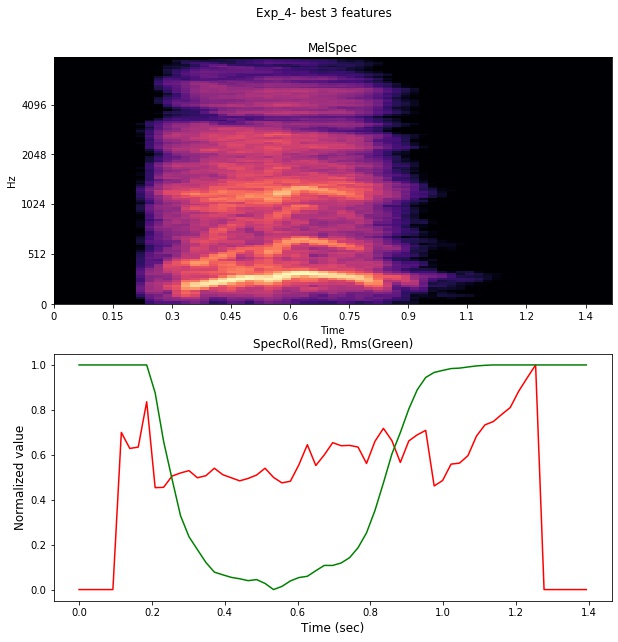 Exp_4- best 3 features
MelSpec
4096
2048
1024
512
0
Hz
0 0.15 0.3 0.45 0.6 0.75 0.9 1.1 1.2 1.4
Time
SpecRol(Red), Rms(Green)
1.0
0.8
0.6
0.4
0.2
0.0
Normalized value
0.0 0.2 0.4 0.6 0.8 1.0 1.2 1.4
Time (sec)